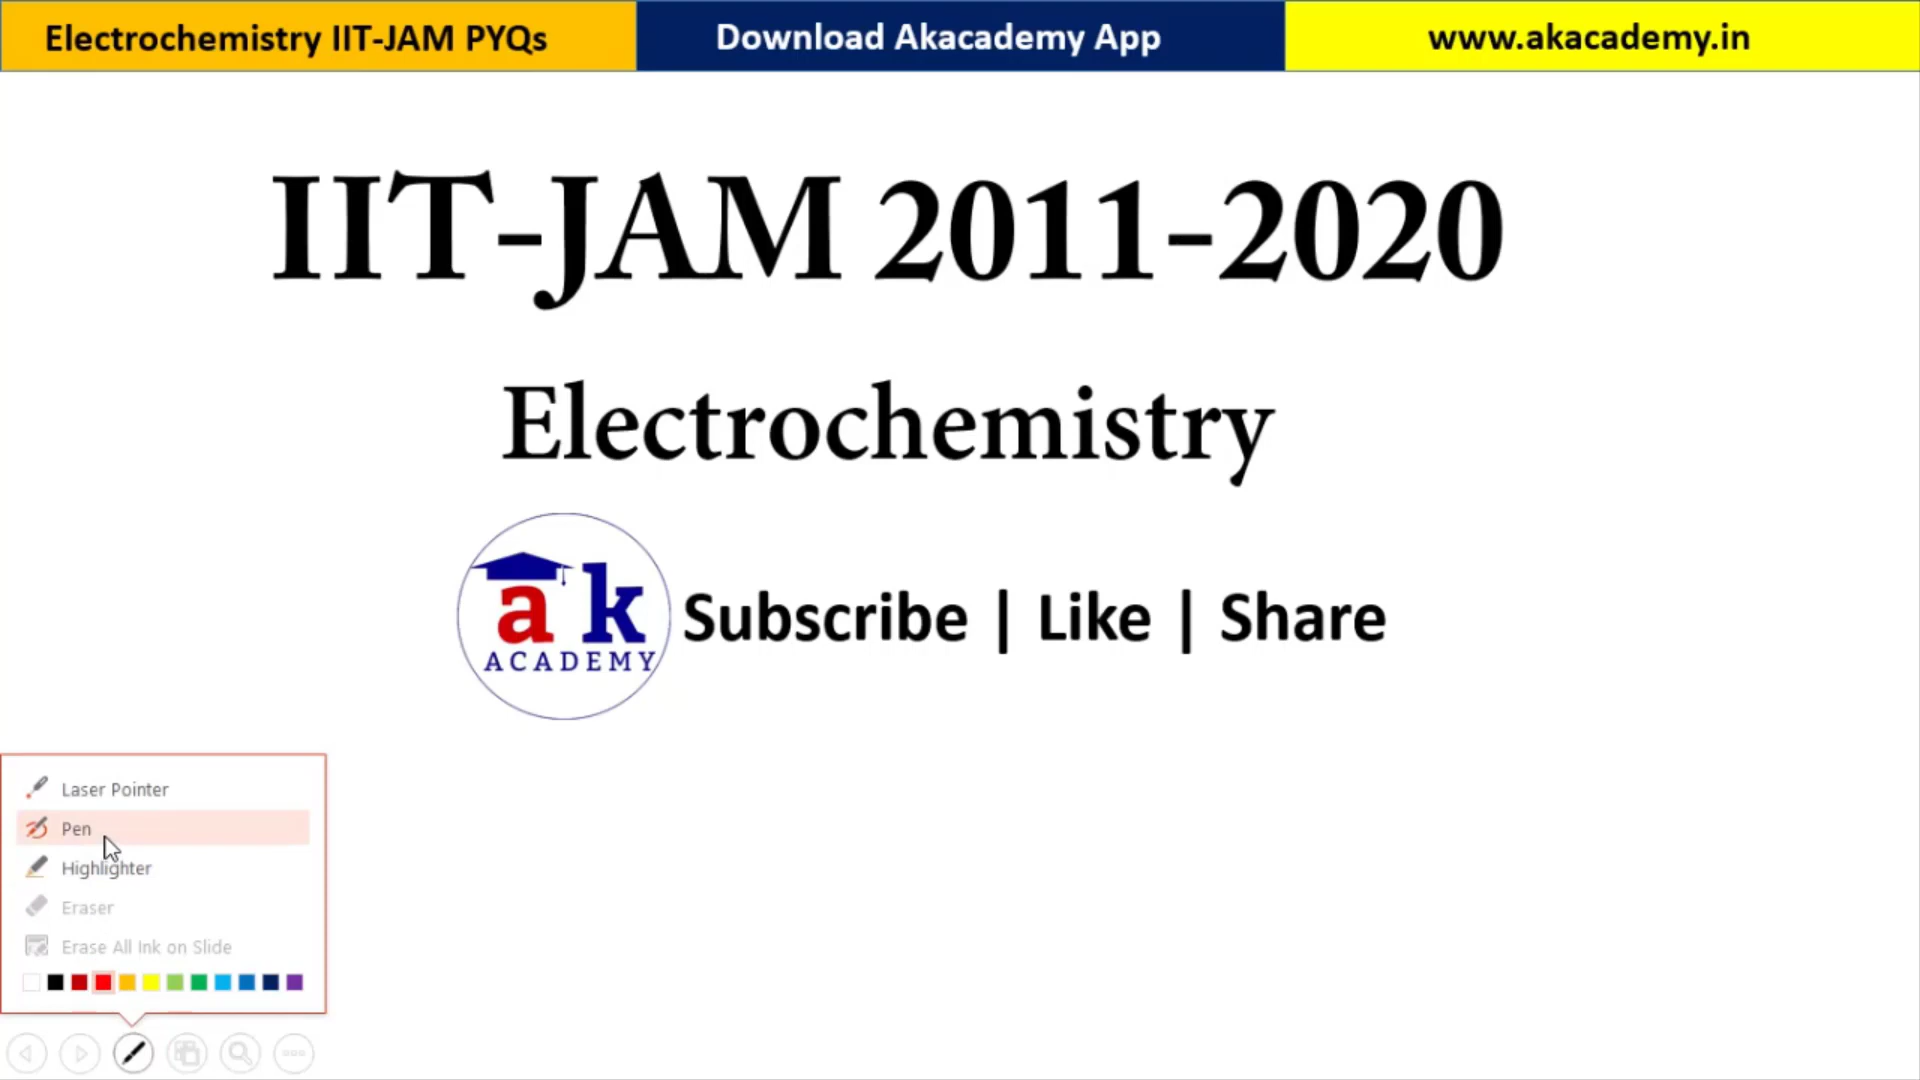 Electrochemistry IIT-JAM PYQs
Download Akacademy App
www.akacademy.in
IIT-JAM 2011-2020
Electrochemistry
ak
ACADEMY
Subscribe | Like | Share
Laser Pointer
Pen
Highlighter
Eraser
Erase All Ink on Slide